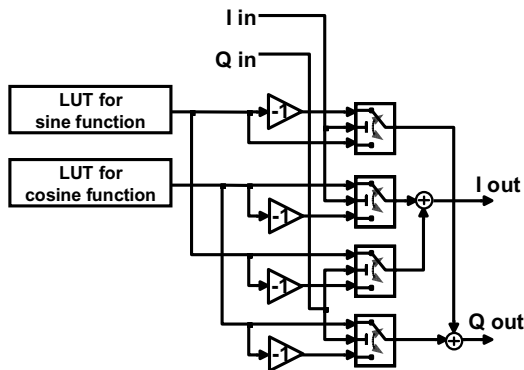 I in
Q in
LUT for
sine function
-1
LUT for
cosine function
-1
I out
-1
Q out
-1